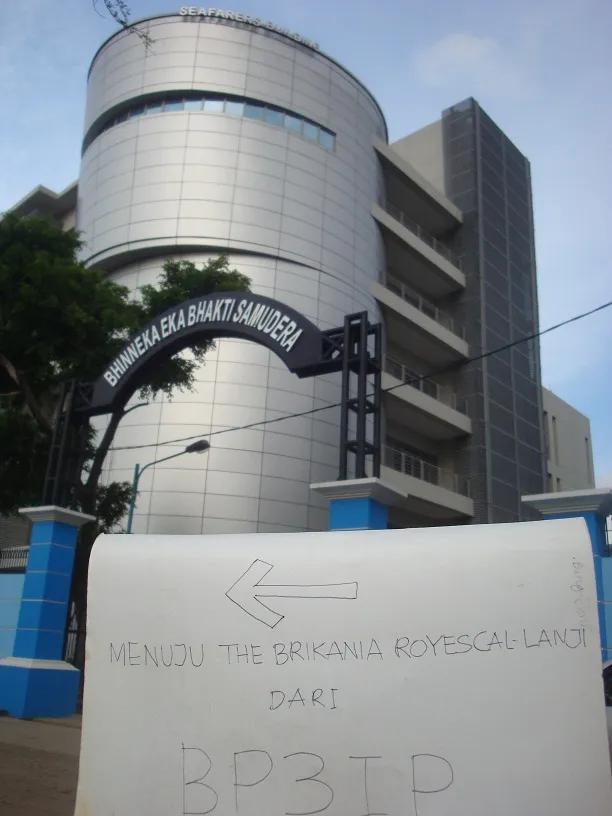 SEAFARERS BUILDING
BHINNEKA EKA BHAKTI SAMUDERA
MENUJU THE BRIKANIA ROYESCAL-LANJI
DARI
BP3IP